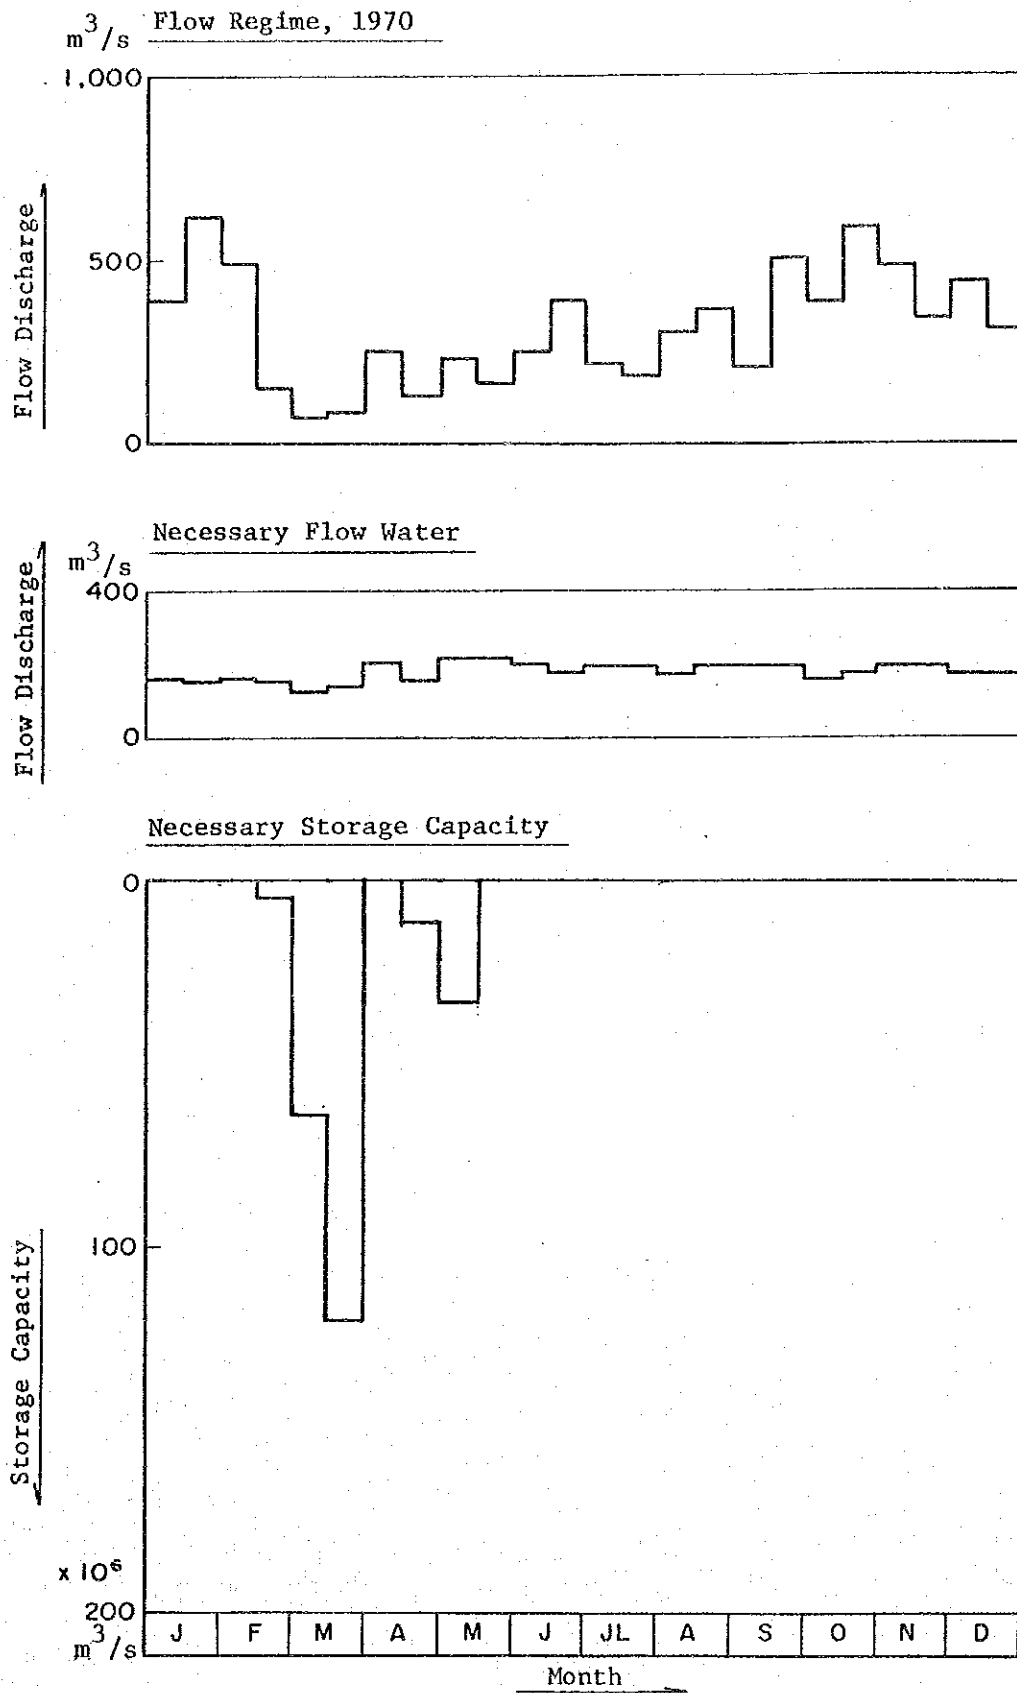 Flow Regime, 1970
m³/s
1,000
500
0
Flow Discharge
Necessary Flow Water
m³/s
400
0
Flow Discharge
Necessary Storage Capacity
0
100
Storage Capacity
x 10⁶
200
m³/s
J F M A M J JL A S O N D
Month